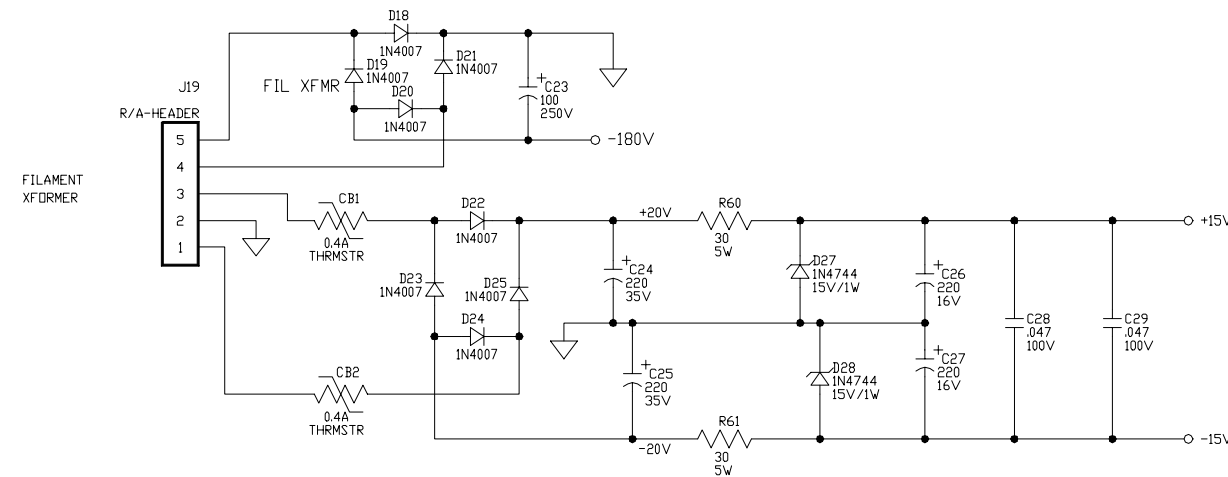 D18
1N4007
D19
1N4007
D21
1N4007
FIL XFMR
D20
1N4007
C23
100
250V
-180V
J19
R/A-HEADER
5
4
3
2
1
FILAMENT
XFORMER
CB1
0.4A
THRMSTR
D22
1N4007
D23
1N4007
D25
1N4007
D24
1N4007
CB2
0.4A
THRMSTR
+20V
R60
30
5W
+15V
C24
220
35V
D27
1N4744
15V/1W
C26
220
16V
C28
.047
100V
C29
.047
100V
C25
220
35V
D28
1N4744
15V/1W
C27
220
16V
-20V
R61
30
5W
-15V